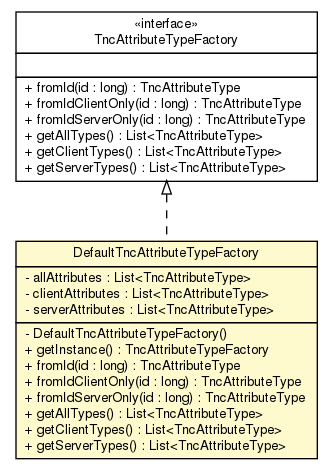 «interface»
TncAttributeTypeFactory
+ fromId(id : long) : TncAttributeType
+ fromIdClientOnly(id : long) : TncAttributeType
+ fromIdServerOnly(id : long) : TncAttributeType
+ getAllTypes() : List<TncAttributeType>
+ getClientTypes() : List<TncAttributeType>
+ getServerTypes() : List<TncAttributeType>
DefaultTncAttributeTypeFactory
- allAttributes : List<TncAttributeType>
- clientAttributes : List<TncAttributeType>
- serverAttributes : List<TncAttributeType>
- DefaultTncAttributeTypeFactory()
+ getInstance() : TncAttributeTypeFactory
+ fromId(id : long) : TncAttributeType
+ fromIdClientOnly(id : long) : TncAttributeType
+ fromIdServerOnly(id : long) : TncAttributeType
+ getAllTypes() : List<TncAttributeType>
+ getClientTypes() : List<TncAttributeType>
+ getServerTypes() : List<TncAttributeType>